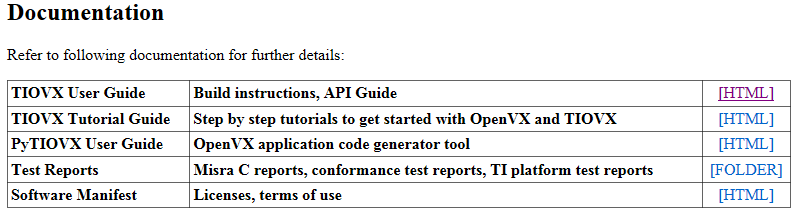 Documentation
Refer to following documentation for further details:
TIOVX User Guide Build instructions, API Guide [HTML]
TIOVX Tutorial Guide Step by step tutorials to get started with OpenVX and TIOVX [HTML]
PyTIOVX User Guide OpenVX application code generator tool [HTML]
Test Reports Misra C reports, conformance test reports, TI platform test reports [FOLDER]
Software Manifest Licenses, terms of use [HTML]